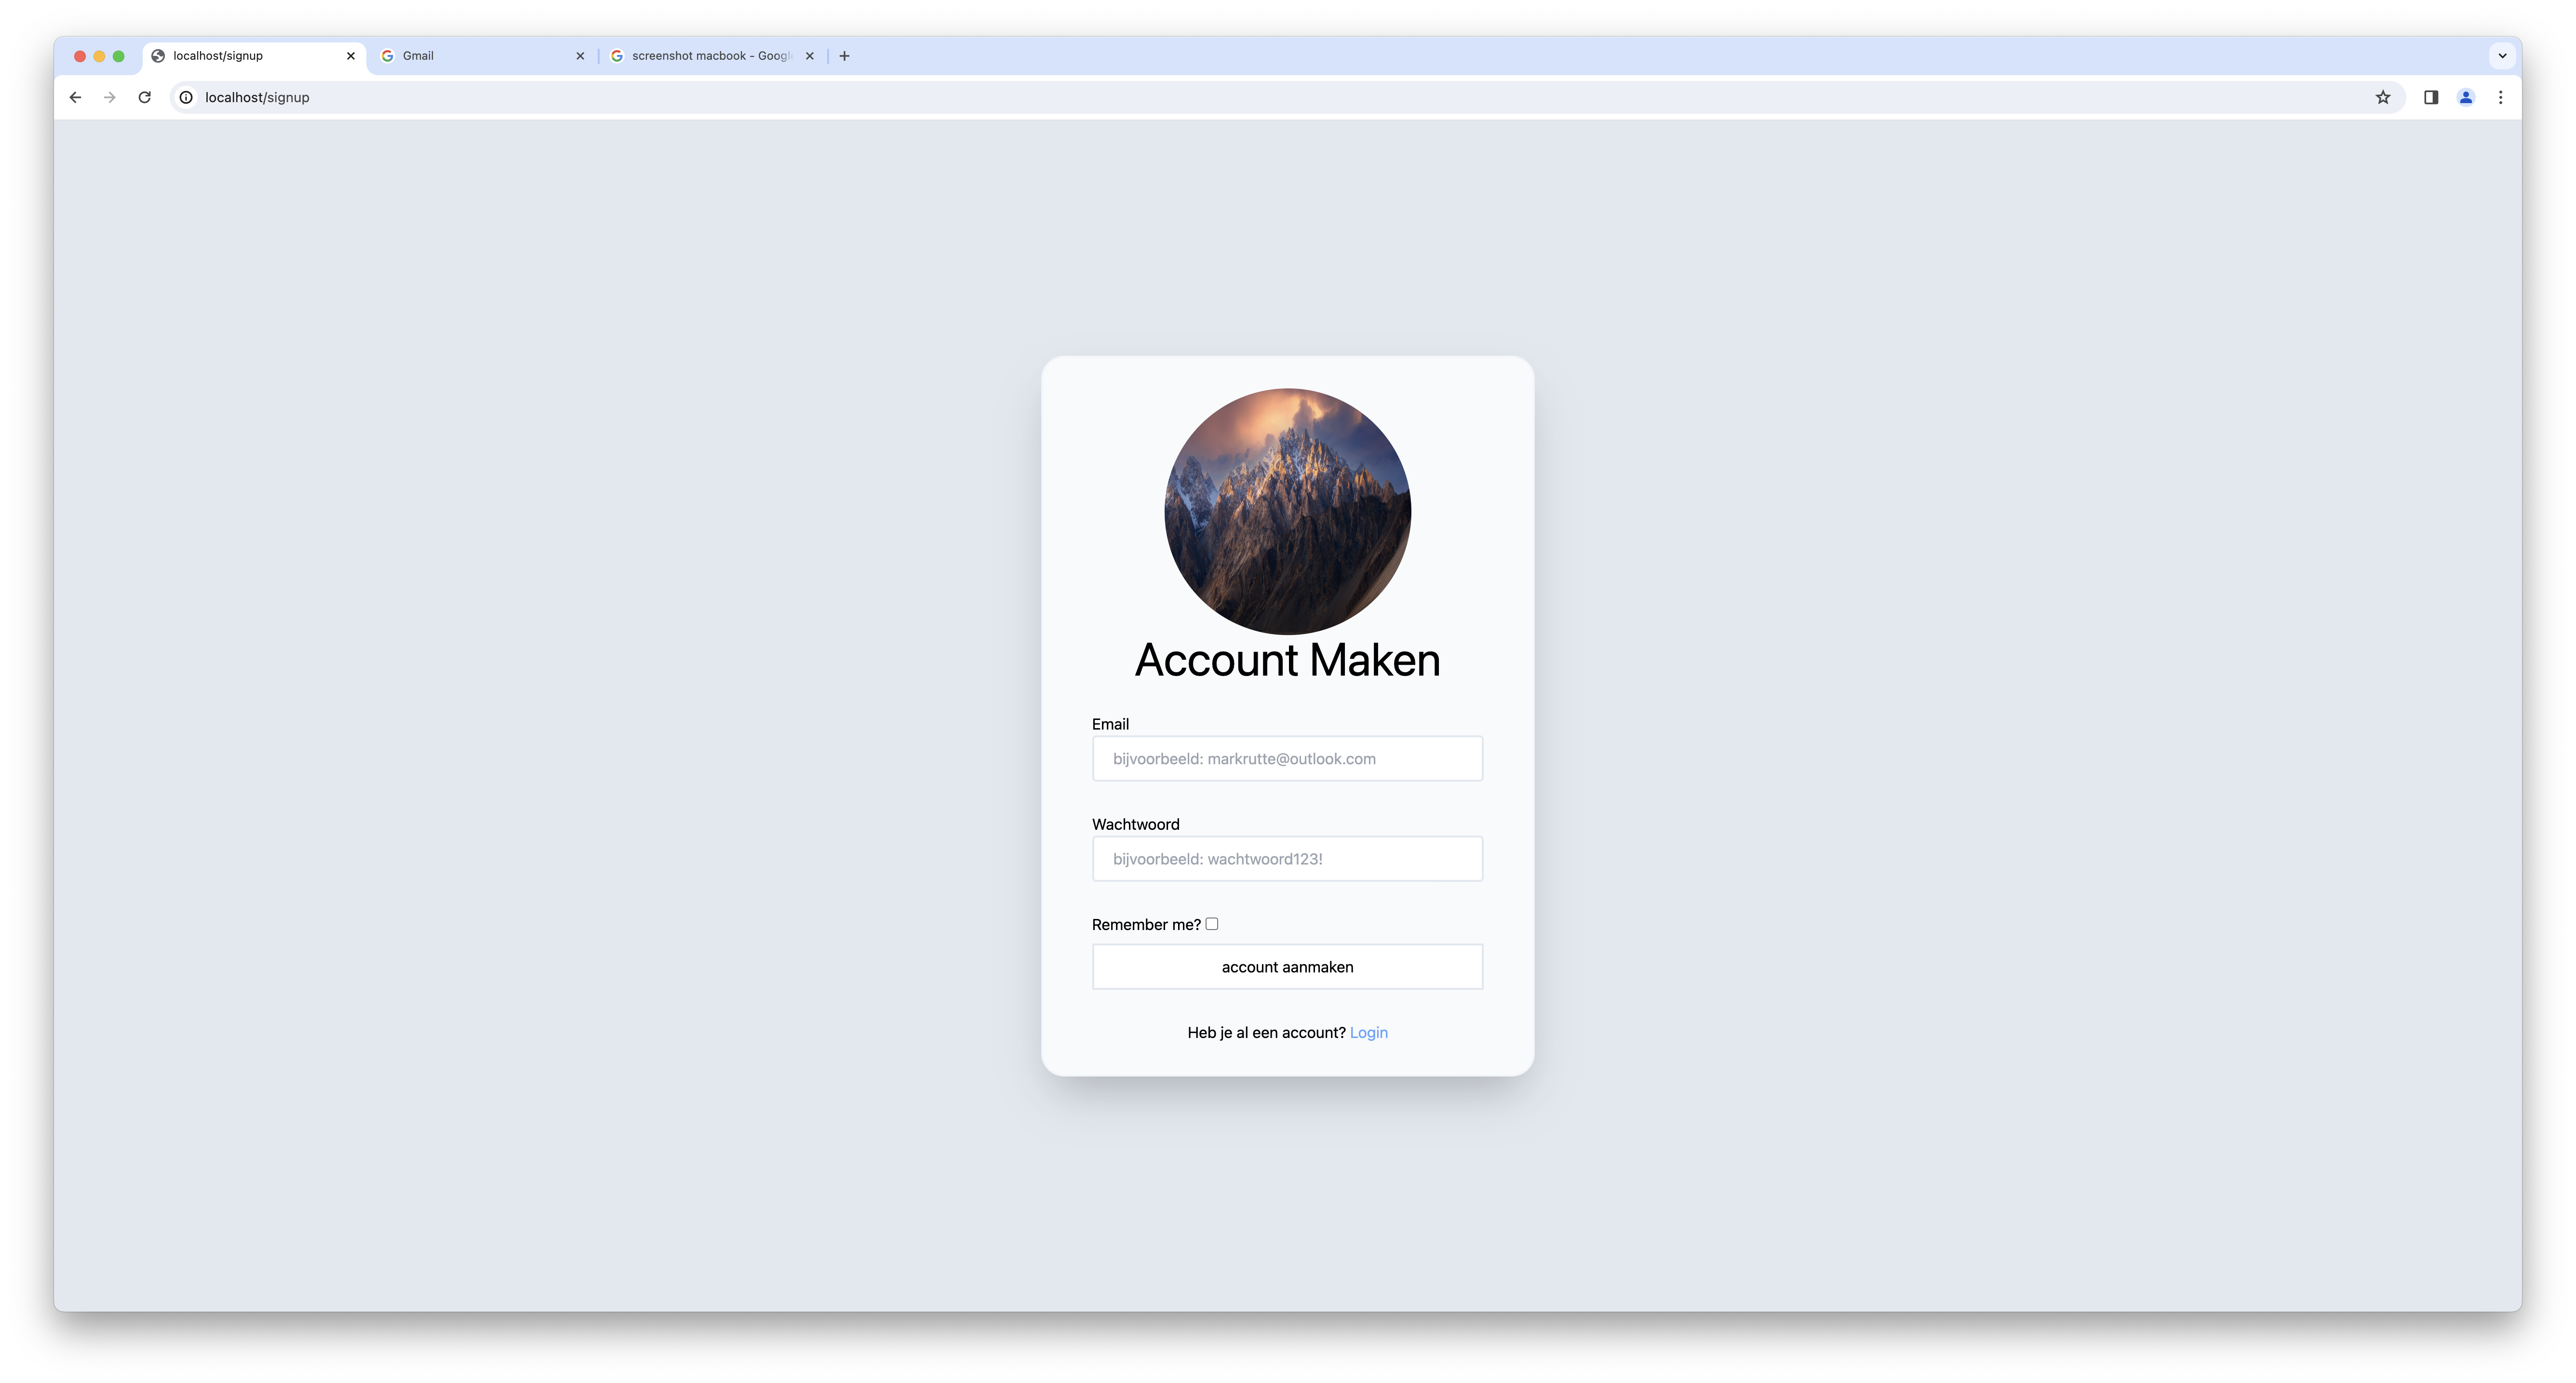 localhost/signup
Gmail
screenshot macbook - Googl
localhost/signup
Account Maken
Email
bijvoorbeeld: markrutte@outlook.com
Wachtwoord
bijvoorbeeld: wachtwoord123!
Remember me?
account aanmaken
Heb je al een account? Login